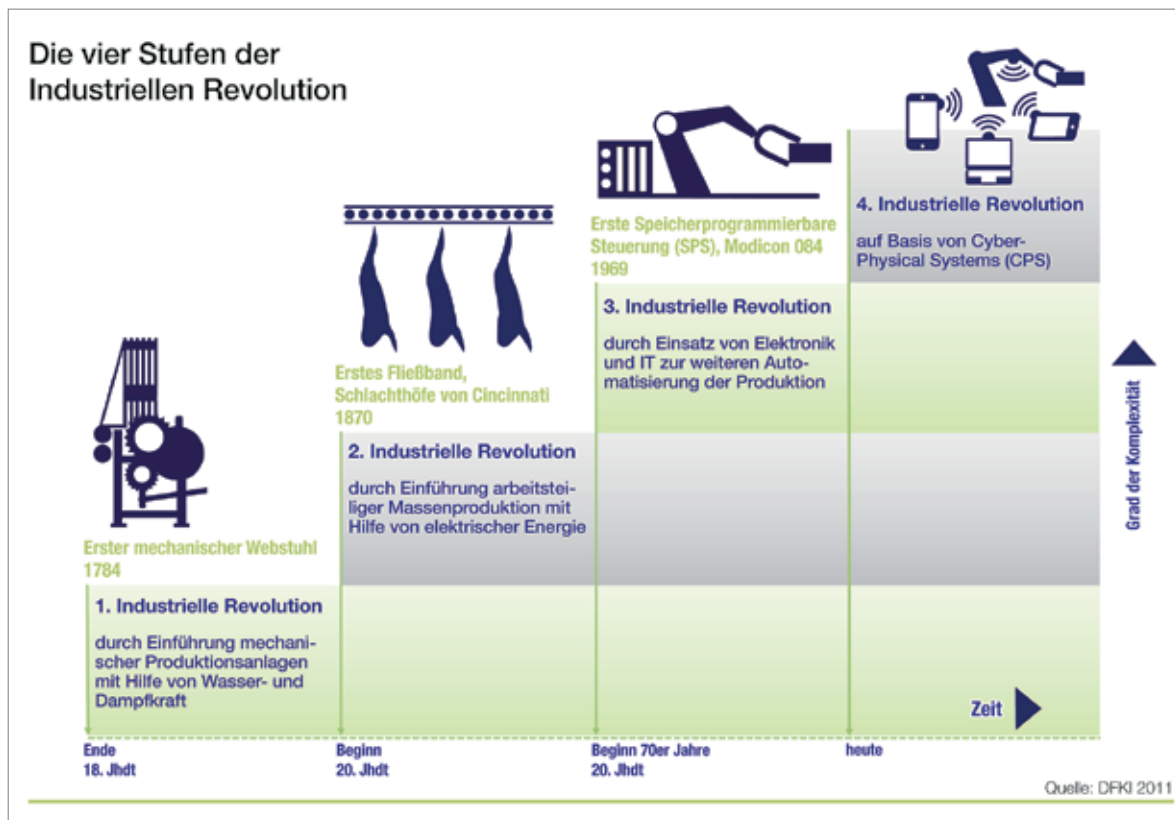 Die vier Stufen der
Industriellen Revolution
Erster mechanischer Webstuhl
1784
1. Industrielle Revolution
durch Einführung mechani-
scher Produktionsanlagen
mit Hilfe von Wasser- und
Dampfkraft
Erstes Fließband,
Schlachthöfe von Cincinnati
1870
2. Industrielle Revolution
durch Einführung arbeitstei-
liger Massenproduktion mit
Hilfe von elektrischer Energie
Erste Speicherprogrammierbare
Steuerung (SPS), Modicon 084
1969
3. Industrielle Revolution
durch Einsatz von Elektronik
und IT zur weiteren Auto-
matisierung der Produktion
4. Industrielle Revolution
auf Basis von Cyber-
Physical Systems (CPS)
Grad der Komplexität
Zeit
Ende
18. Jhdt
Beginn
20. Jhdt
Beginn 70er Jahre
20. Jhdt
heute
Quelle: DFKI 2011